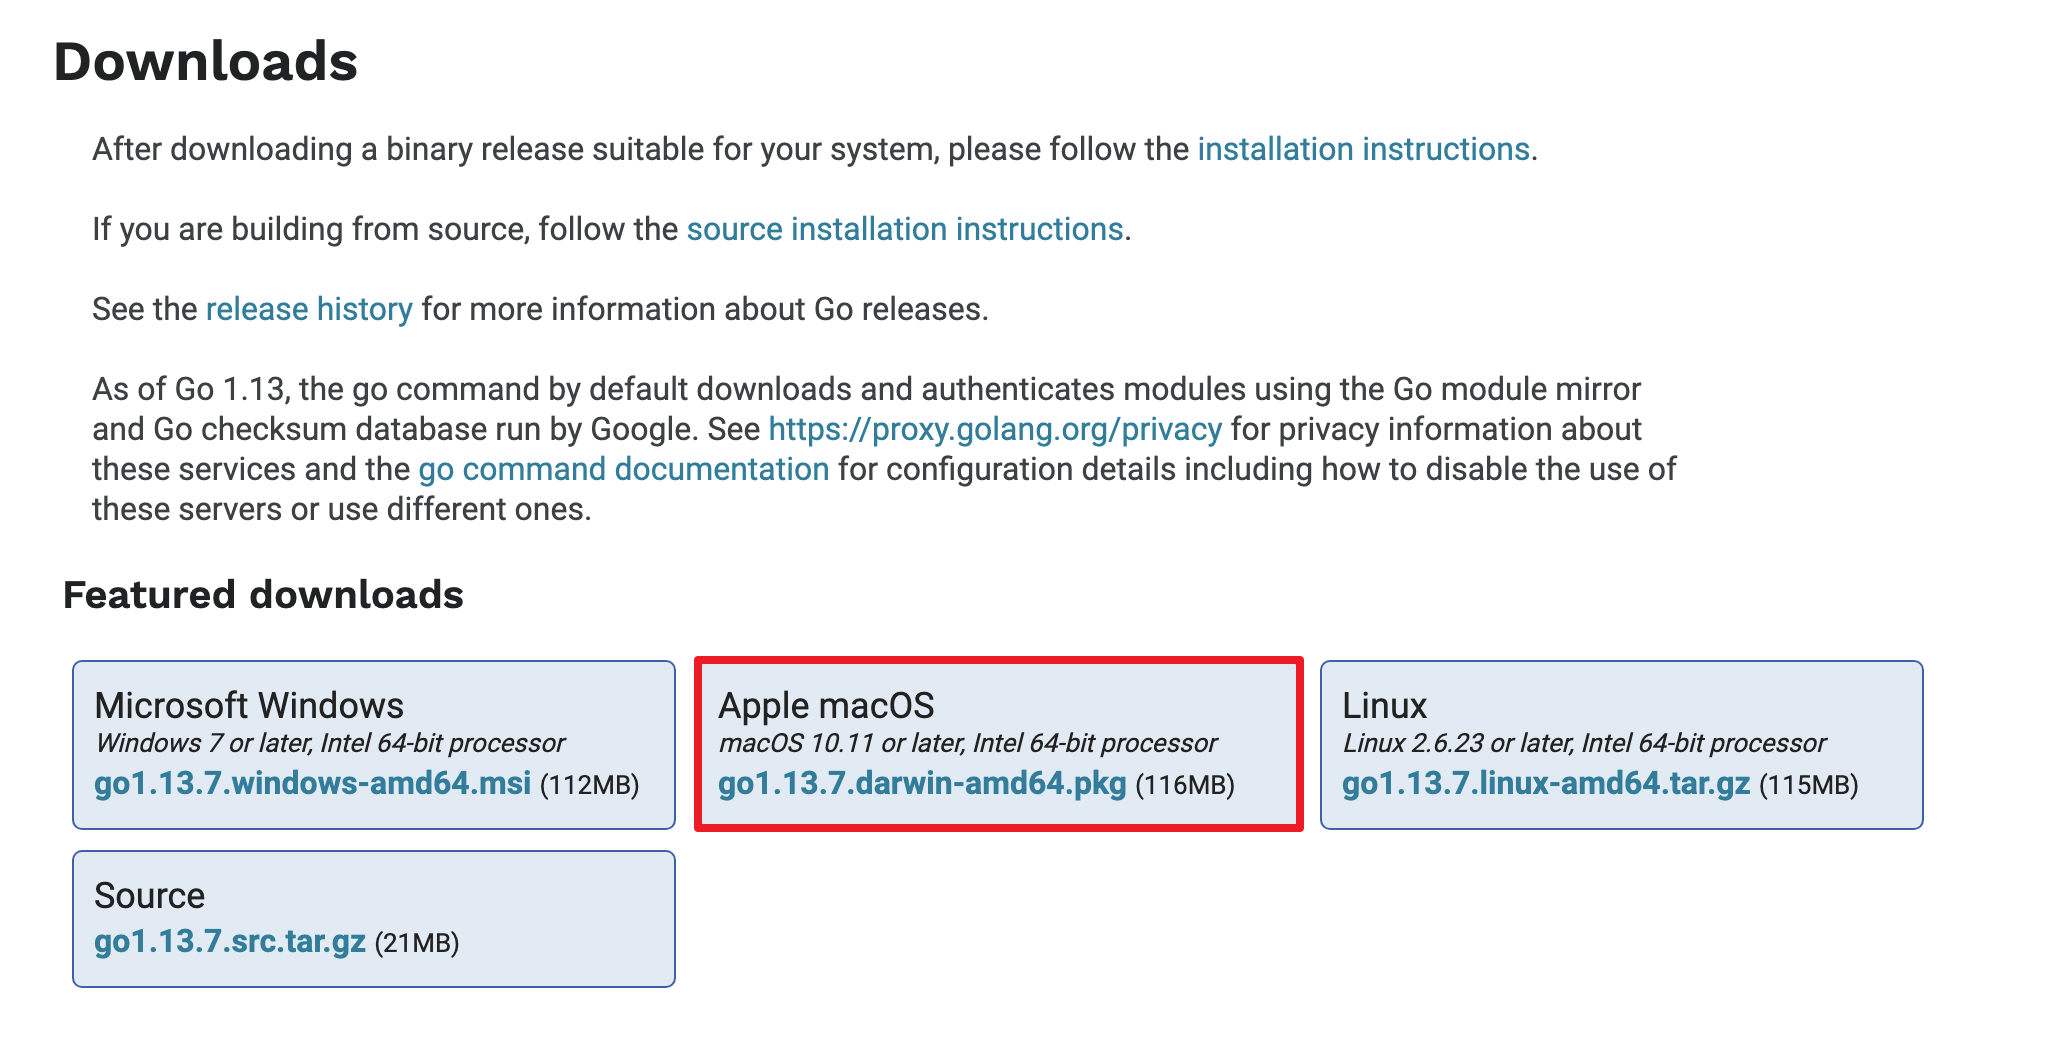 Downloads
After downloading a binary release suitable for your system, please follow the installation instructions.
If you are building from source, follow the source installation instructions.
See the release history for more information about Go releases.
As of Go 1.13, the go command by default downloads and authenticates modules using the Go module mirror
and Go checksum database run by Google. See https://proxy.golang.org/privacy for privacy information about
these services and the go command documentation for configuration details including how to disable the use of
these servers or use different ones.
Featured downloads
Microsoft Windows
Windows 7 or later, Intel 64-bit processor
go1.13.7.windows-amd64.msi (112MB)
Apple macOS
macOS 10.11 or later, Intel 64-bit processor
go1.13.7.darwin-amd64.pkg (116MB)
Linux
Linux 2.6.23 or later, Intel 64-bit processor
go1.13.7.linux-amd64.tar.gz (115MB)
Source
go1.13.7.src.tar.gz (21MB)